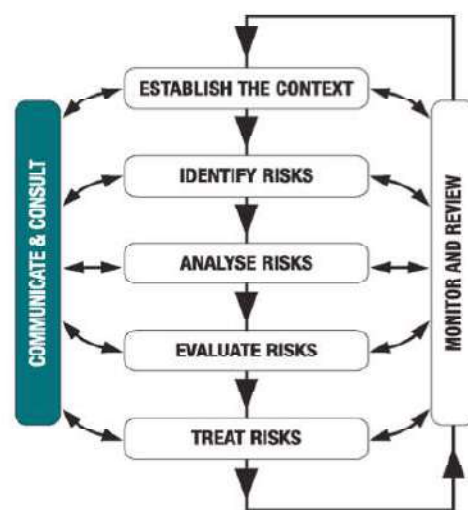 ESTABLISH THE CONTEXT
COMMUNICATE & CONSULT
IDENTIFY RISKS
ANALYSE RISKS
EVALUATE RISKS
TREAT RISKS
MONITOR AND REVIEW